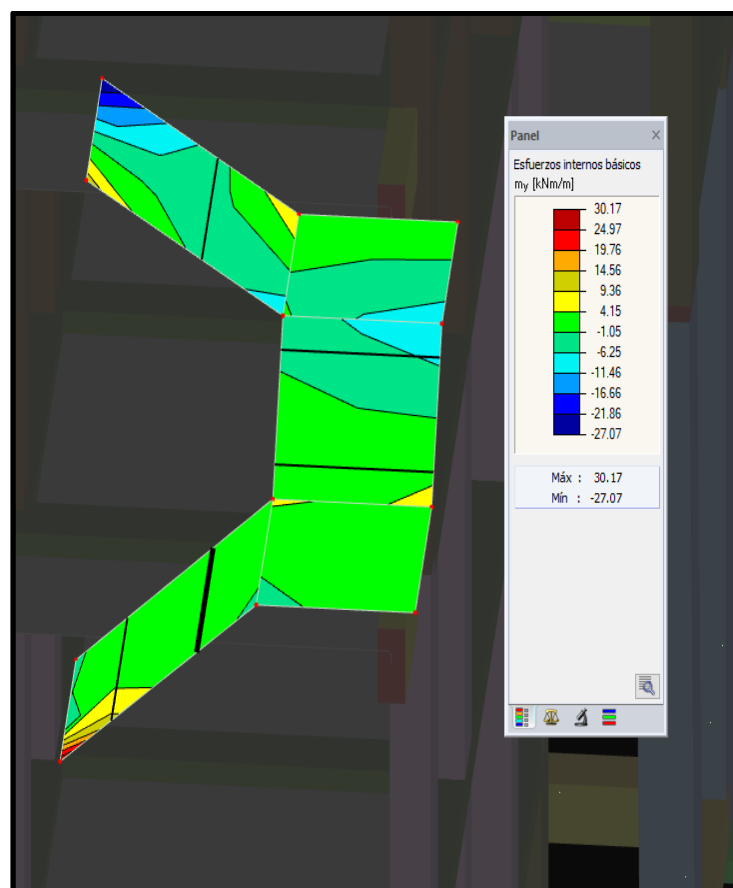 Panel
Esfuerzos internos básicos
my [kNm/m]
30.17
24.97
19.76
14.56
9.36
4.15
-1.05
-6.25
-11.46
-16.66
-21.86
-27.07
Máx : 30.17
Mín : -27.07